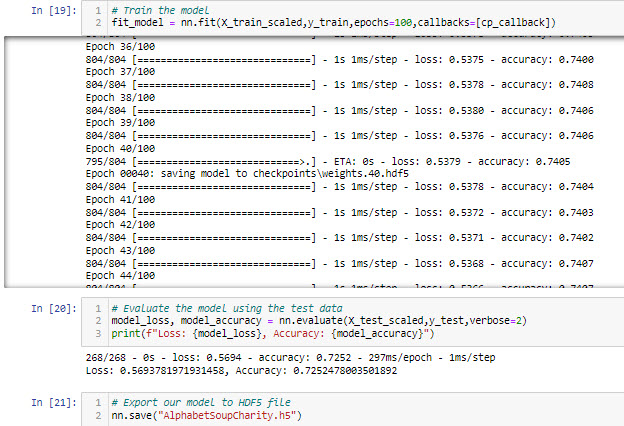 In [19]:
1 # Train the model
2 fit_model = nn.fit(X_train_scaled,y_train,epochs=100,callbacks=[cp_callback])
Epoch 36/100
804/804 [==============================] - 1s 1ms/step - loss: 0.5375 - accuracy: 0.7400
Epoch 37/100
804/804 [==============================] - 1s 1ms/step - loss: 0.5378 - accuracy: 0.7408
Epoch 38/100
804/804 [==============================] - 1s 1ms/step - loss: 0.5380 - accuracy: 0.7406
Epoch 39/100
804/804 [==============================] - 1s 1ms/step - loss: 0.5376 - accuracy: 0.7406
Epoch 40/100
795/804 [============================>.] - ETA: 0s - loss: 0.5379 - accuracy: 0.7405
Epoch 00040: saving model to checkpoints\weights.40.hdf5
804/804 [==============================] - 1s 1ms/step - loss: 0.5378 - accuracy: 0.7404
Epoch 41/100
804/804 [==============================] - 1s 1ms/step - loss: 0.5372 - accuracy: 0.7403
Epoch 42/100
804/804 [==============================] - 1s 1ms/step - loss: 0.5371 - accuracy: 0.7402
Epoch 43/100
804/804 [==============================] - 1s 1ms/step - loss: 0.5368 - accuracy: 0.7407
Epoch 44/100
In [20]:
1 # Evaluate the model using the test data
2 model_loss, model_accuracy = nn.evaluate(X_test_scaled,y_test,verbose=2)
3 print(f"Loss: {model_loss}, Accuracy: {model_accuracy}")
268/268 - 0s - loss: 0.5694 - accuracy: 0.7252 - 297ms/epoch - 1ms/step
Loss: 0.5693781971931458, Accuracy: 0.7252478003501892
In [21]:
1 # Export our model to HDF5 file
2 nn.save("AlphabetSoupCharity.h5")